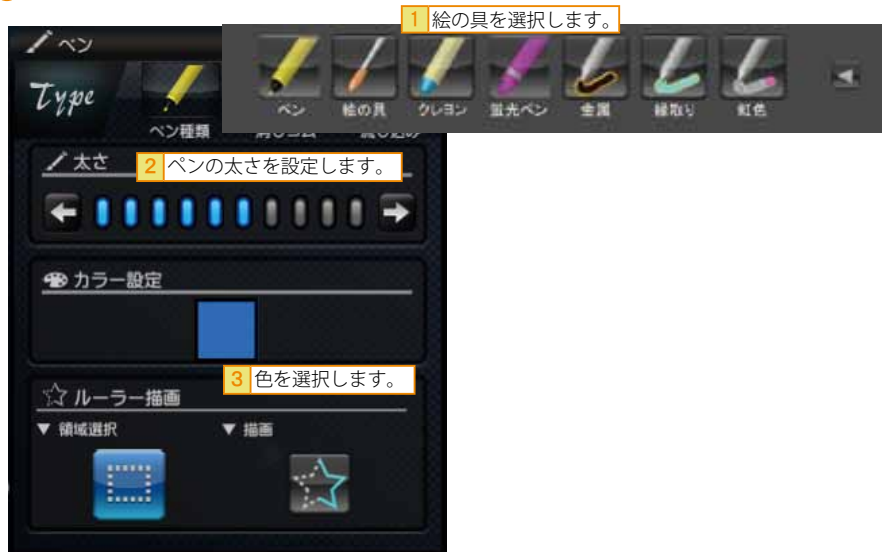 1 絵の具を選択します。
ペン
Type
ペン種類
ペン 絵の具 クレヨン 蛍光ペン 金属 縁取り 虹色
太さ
2 ペンの太さを設定します。
カラー設定
3 色を選択します。
ルーラー描画
▼ 領域選択 ▼ 描画